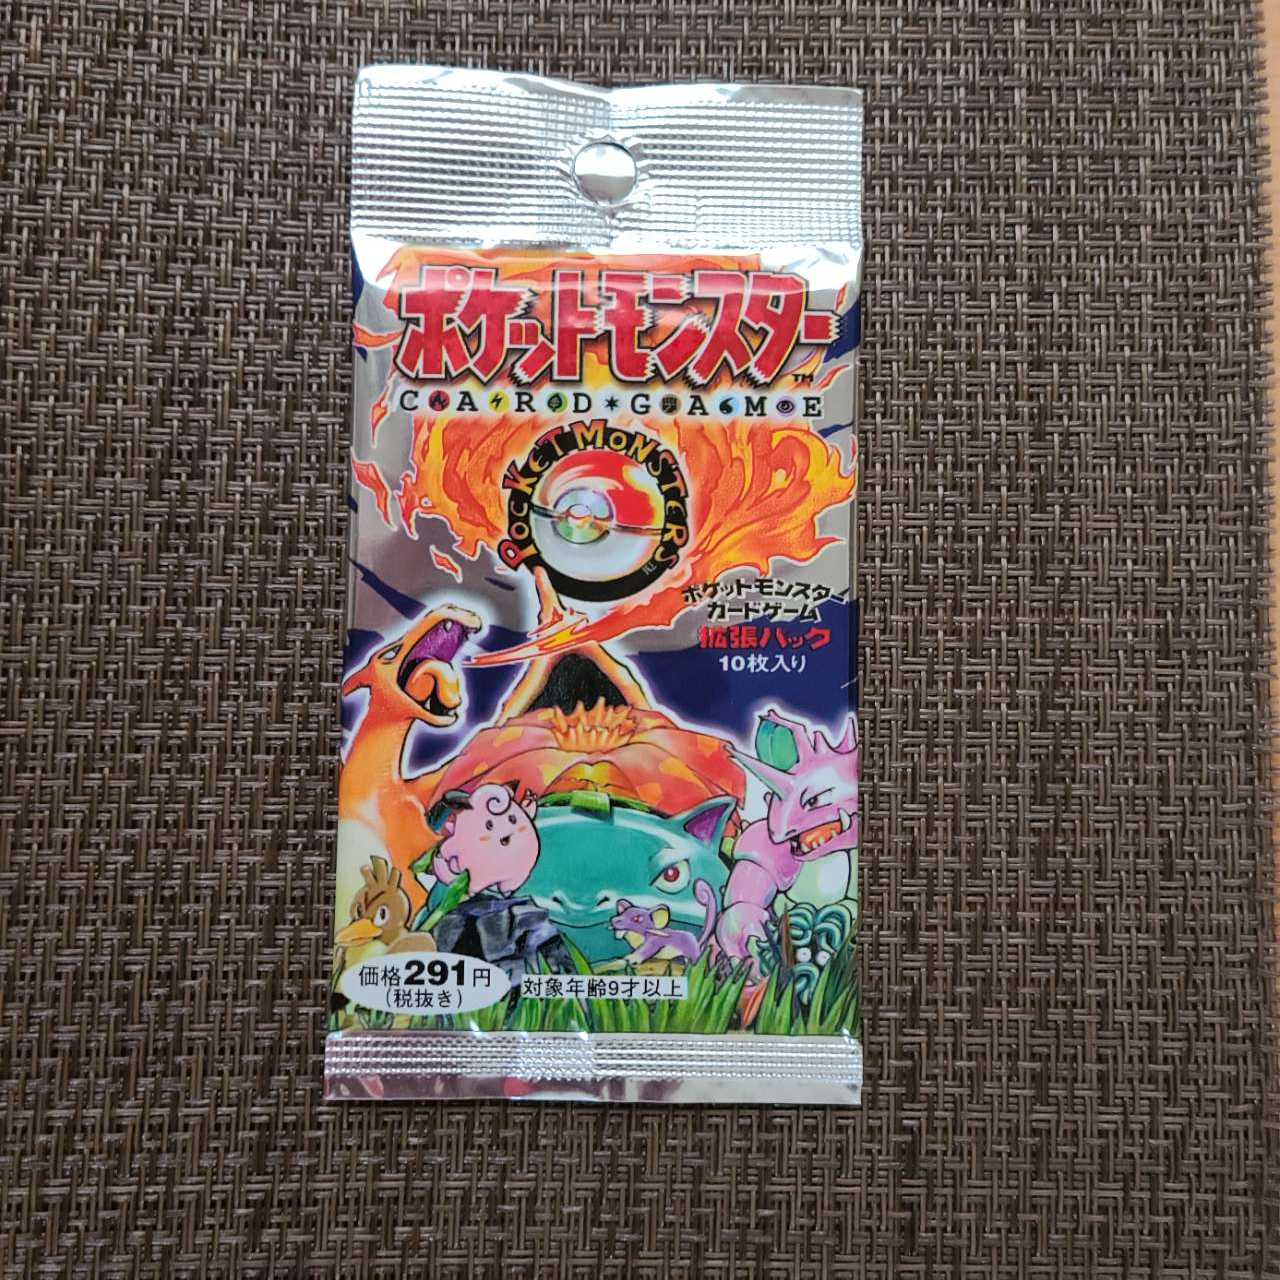 ポケットモンスター
TM
CARD GAME
POCKET MONSTERS
ポケットモンスター
カードゲーム
拡張パック
10枚入り
価格291円
(税抜き)
対象年齢9才以上